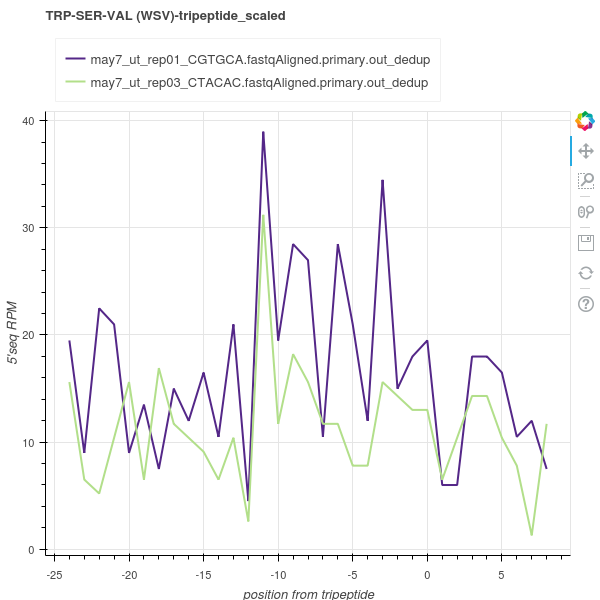 TRP-SER-VAL (WSV)-tripeptide_scaled
may7_ut_rep01_CGTGCA.fastqAligned.primary.out_dedup
may7_ut_rep03_CTACAC.fastqAligned.primary.out_dedup
40
30
20
10
0
5'seq RPM
-25 -20 -15 -10 -5 0 5
position from tripeptide